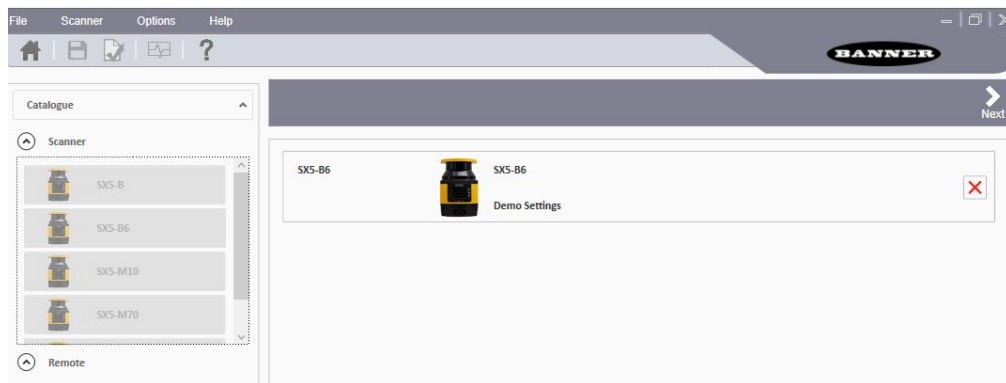 File Scanner Options Help
?
BANNER
Catalogue
Next
Scanner
SX5-B
SX5-B6
SX5-M10
SX5-M70
Remote
SX5-B6 SX5-B6
Demo Settings